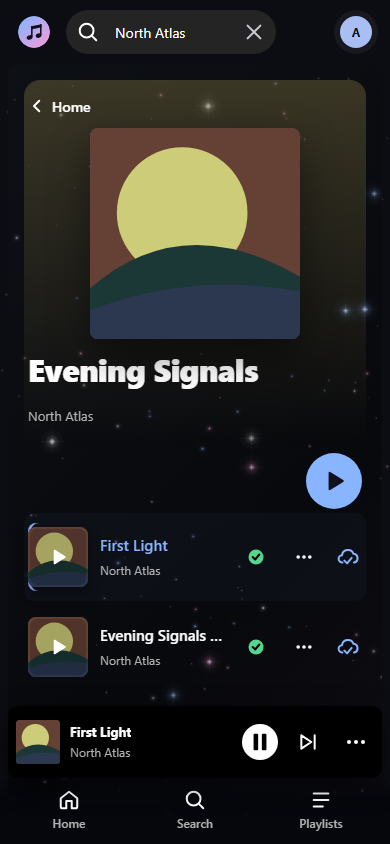 North Atlas
A
Home
Evening Signals
North Atlas
First Light
North Atlas
Evening Signals ...
North Atlas
First Light
North Atlas
Home
Search
Playlists